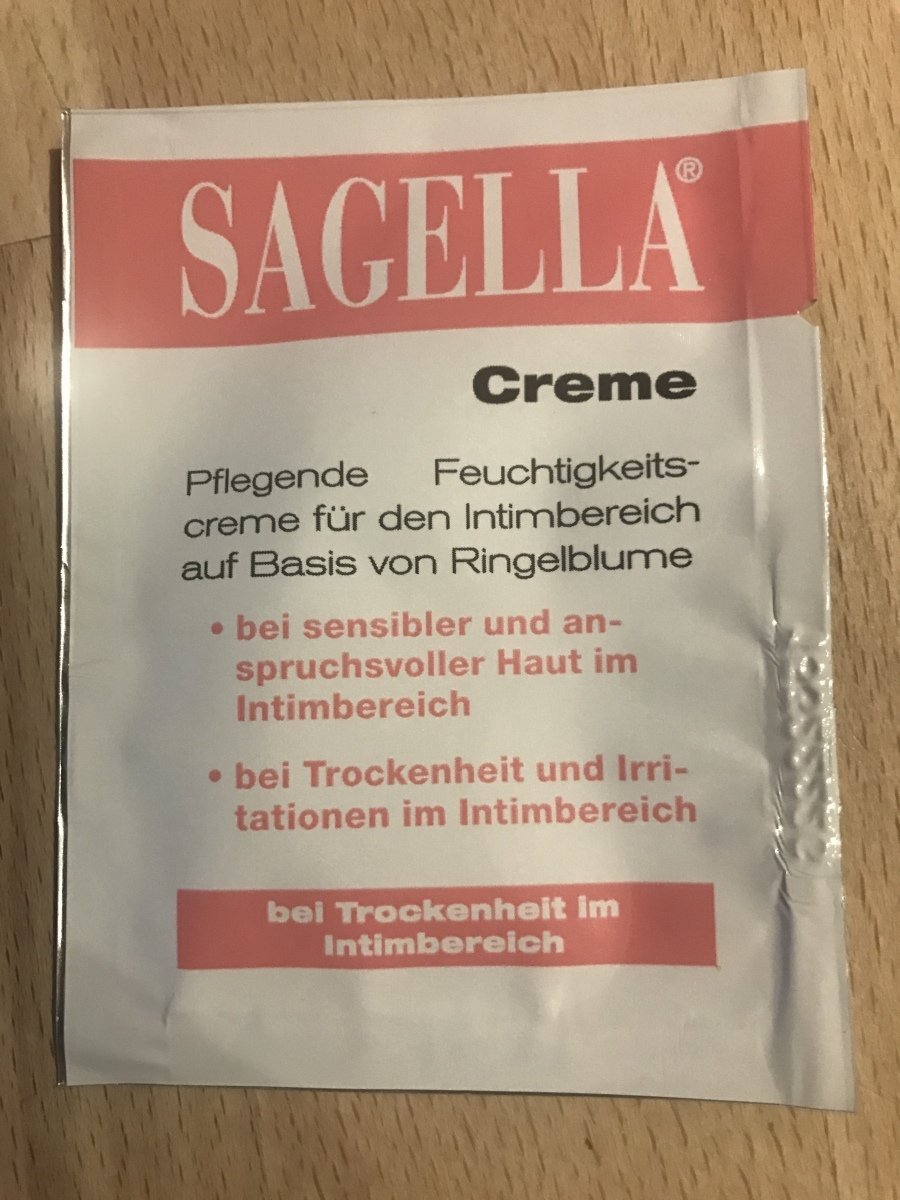 SAGELLA®
Creme
Pflegende Feuchtigkeits-
creme für den Intimbereich
auf Basis von Ringelblume
• bei sensibler und an-
spruchsvoller Haut im
Intimbereich
• bei Trockenheit und Irri-
tationen im Intimbereich
bei Trockenheit im
Intimbereich